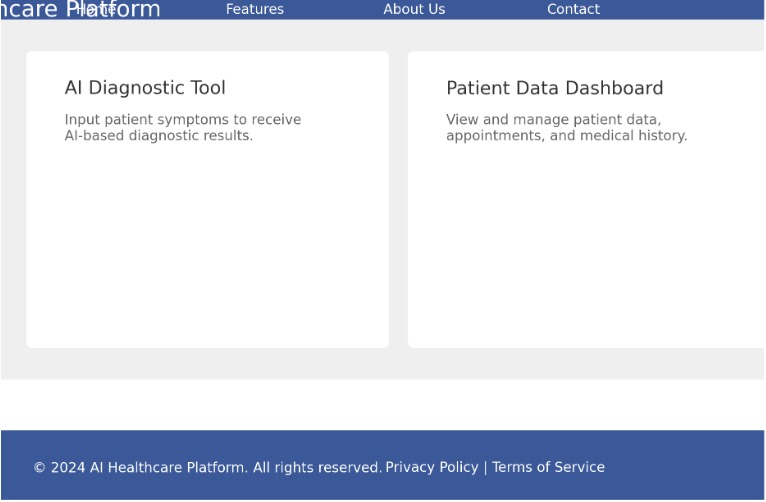 hcare Platform
Home Features About Us Contact
AI Diagnostic Tool
Input patient symptoms to receive
AI-based diagnostic results.
Patient Data Dashboard
View and manage patient data,
appointments, and medical history.
© 2024 AI Healthcare Platform. All rights reserved. Privacy Policy | Terms of Service